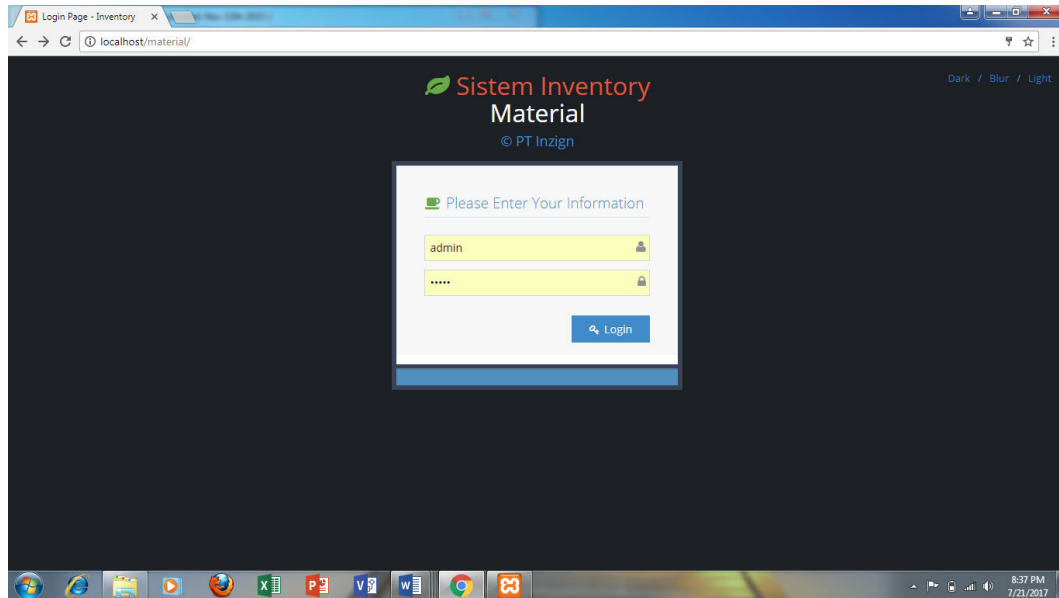 Login Page - Inventory
localhost/material/
Dark / Blur / Light
Sistem Inventory
Material
© PT Inzign
Please Enter Your Information
admin
•••••
Login
8:37 PM
7/21/2017